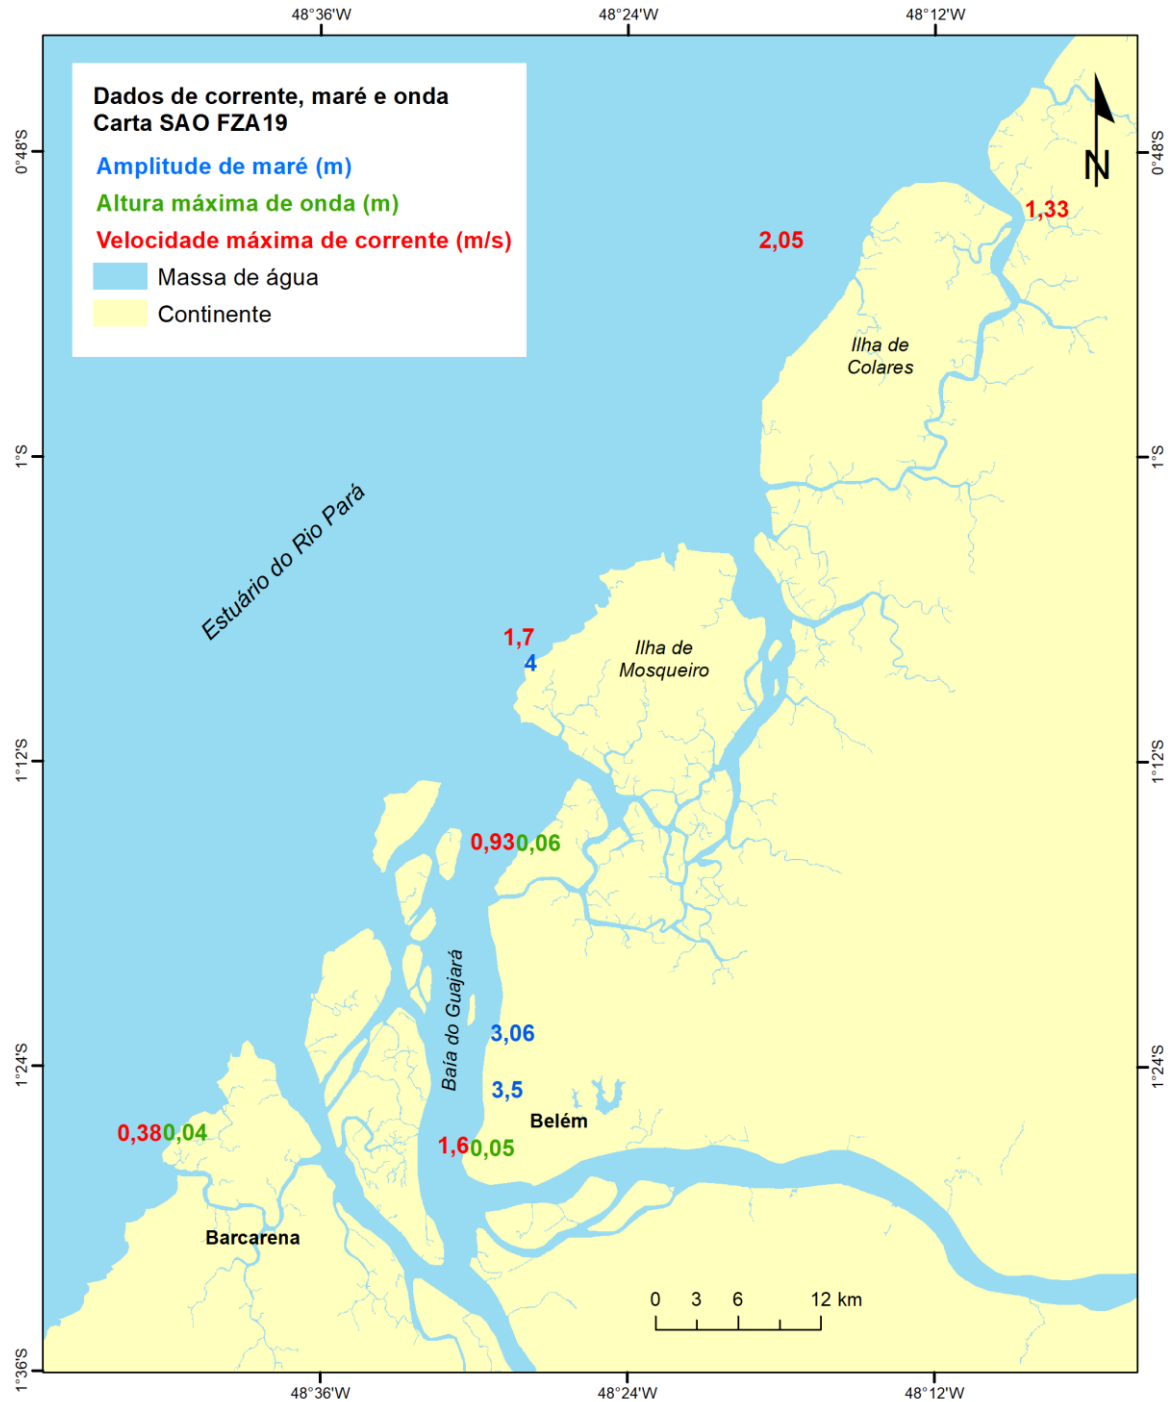 48°36'W
48°24'W
48°12'W
Dados de corrente, maré e onda
Carta SAO FZA19
Amplitude de maré (m)
Altura máxima de onda (m)
Velocidade máxima de corrente (m/s)
Massa de água
Continente
N
0°48'S
0°48'S
1,33
2,05
Ilha de
Colares
1°S
1°S
Estuário do Rio Pará
1,7
4
Ilha de
Mosqueiro
1°12'S
1°12'S
0,93 0,06
Baía do Guajará
3,06
1°24'S
1°24'S
3,5
Belém
0,38 0,04
1,6 0,05
Barcarena
0 3 6 12 km
1°36'S
48°36'W
48°24'W
48°12'W